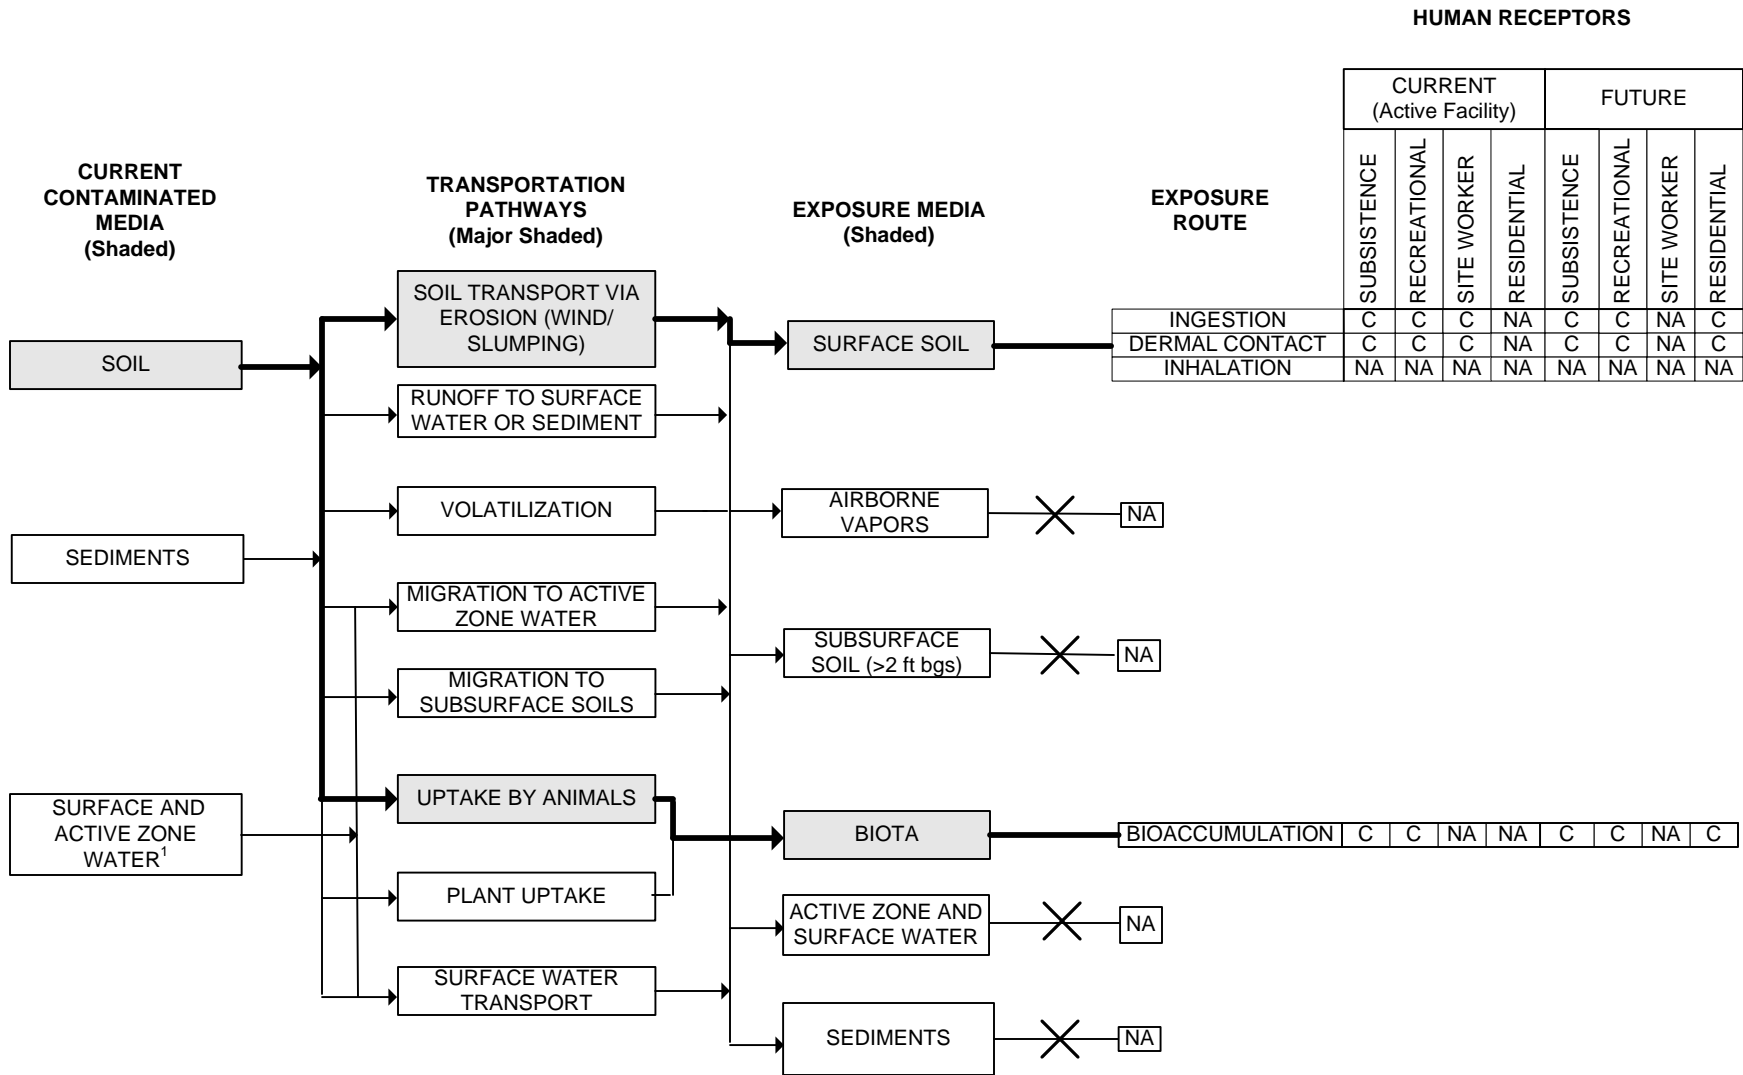 HUMAN RECEPTORS
CURRENT
(Active Facility)
FUTURE
CURRENT
CONTAMINATED
MEDIA
(Shaded)
TRANSPORTATION
PATHWAYS
(Major Shaded)
EXPOSURE MEDIA
(Shaded)
EXPOSURE
ROUTE
SUBSISTENCE
RECREATIONAL
SITE WORKER
RESIDENTIAL
SUBSISTENCE
RECREATIONAL
SITE WORKER
RESIDENTIAL
SOIL
SEDIMENTS
SURFACE AND
ACTIVE ZONE
WATER¹
SOIL TRANSPORT VIA
EROSION (WIND/
SLUMPING)
RUNOFF TO SURFACE
WATER OR SEDIMENT
VOLATILIZATION
MIGRATION TO ACTIVE
ZONE WATER
MIGRATION TO
SUBSURFACE SOILS
UPTAKE BY ANIMALS
PLANT UPTAKE
SURFACE WATER
TRANSPORT
SURFACE SOIL
INGESTION C C C NA C C NA C
DERMAL CONTACT C C C NA C C NA C
INHALATION NA NA NA NA NA NA NA NA
AIRBORNE
VAPORS
NA
SUBSURFACE
SOIL (>2 ft bgs)
NA
BIOTA
BIOACCUMULATION C C NA NA C C NA C
ACTIVE ZONE AND
SURFACE WATER
NA
SEDIMENTS
NA